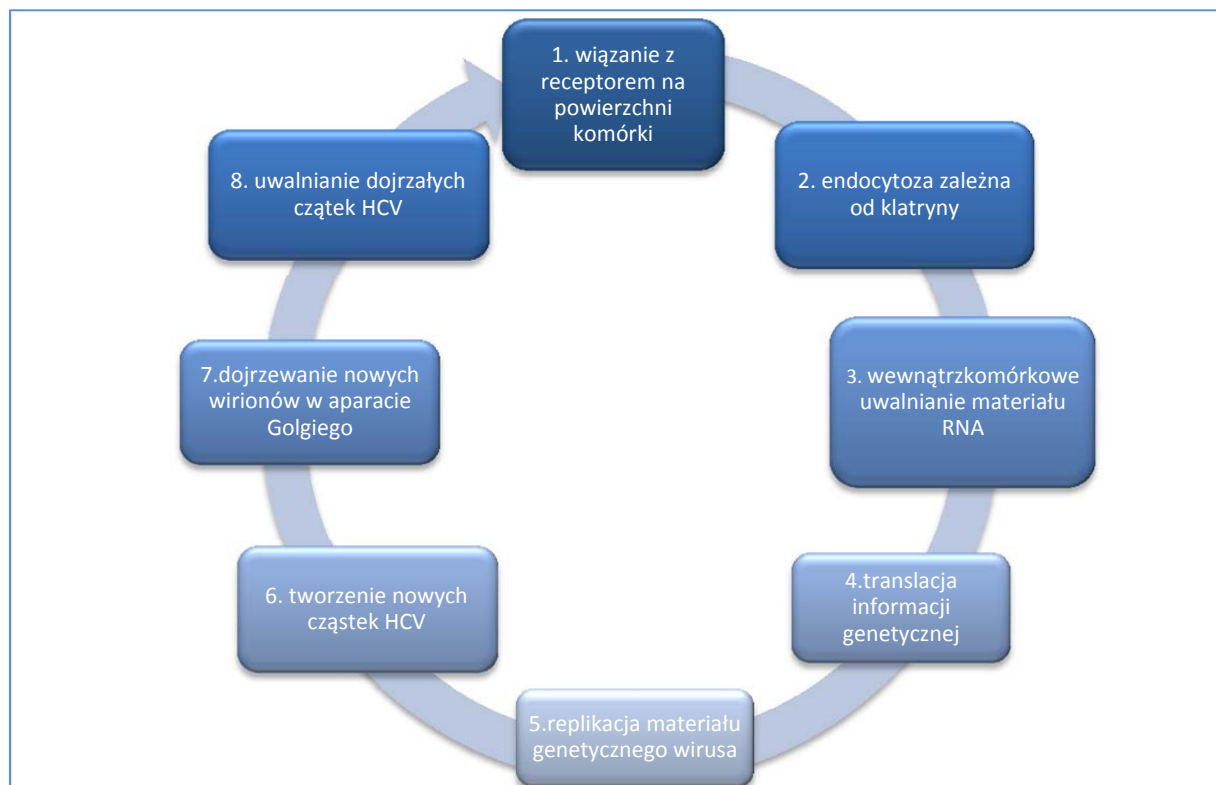 1. wiązanie z
receptorem na
powierzchni
komórki
2. endocytoza zależna
od klatryny
3. wewnątrzkomórkowe
uwalnianie materiału
RNA
4.translacja
informacji
genetycznej
5.replikacja materiału
genetycznego wirusa
6. tworzenie nowych
cząstek HCV
7.dojrzewanie nowych
wirionów w aparacie
Golgiego
8. uwalnianie dojrzałych
czątek HCV